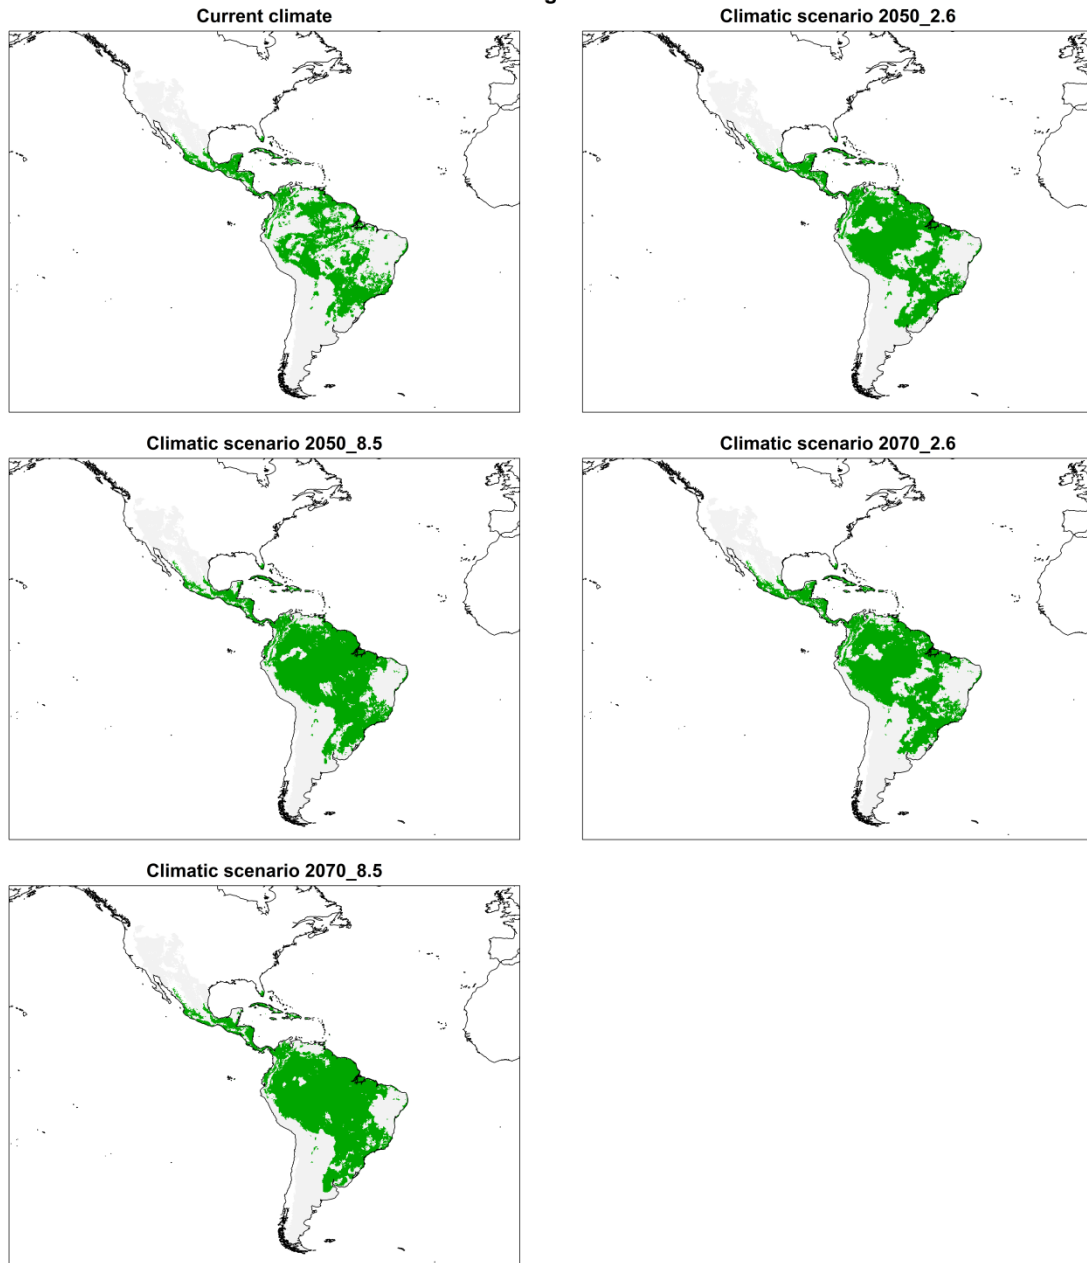 Current climate
Climatic scenario 2050_2.6
Climatic scenario 2050_8.5
Climatic scenario 2070_2.6
Climatic scenario 2070_8.5